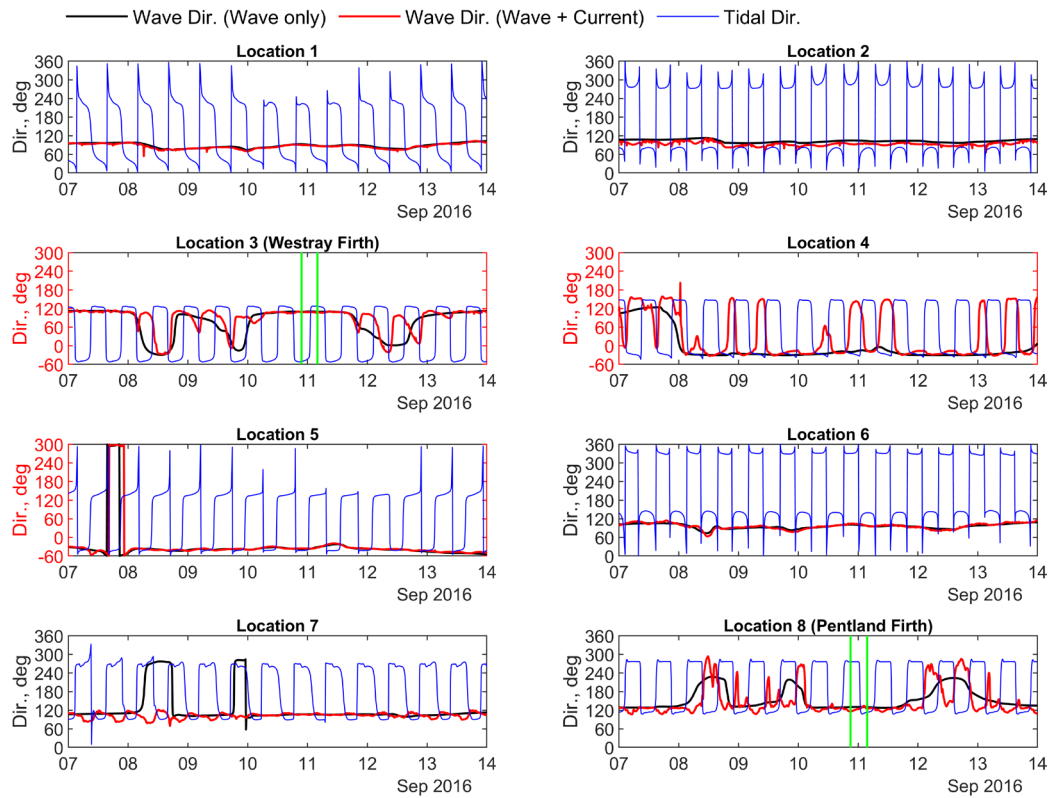 Wave Dir. (Wave only) Wave Dir. (Wave + Current) Tidal Dir.
Location 1
Dir., deg
360
300
240
180
120
60
0
07 08 09 10 11 12 13 14
Sep 2016
Location 2
Dir., deg
360
300
240
180
120
60
0
07 08 09 10 11 12 13 14
Sep 2016
Location 3 (Westray Firth)
Dir., deg
300
240
180
120
60
0
-60
07 08 09 10 11 12 13 14
Sep 2016
Location 4
Dir., deg
300
240
180
120
60
0
-60
07 08 09 10 11 12 13 14
Sep 2016
Location 5
Dir., deg
300
240
180
120
60
0
-60
07 08 09 10 11 12 13 14
Sep 2016
Location 6
Dir., deg
360
300
240
180
120
60
0
07 08 09 10 11 12 13 14
Sep 2016
Location 7
Dir., deg
360
300
240
180
120
60
0
07 08 09 10 11 12 13 14
Sep 2016
Location 8 (Pentland Firth)
Dir., deg
360
300
240
180
120
60
0
07 08 09 10 11 12 13 14
Sep 2016